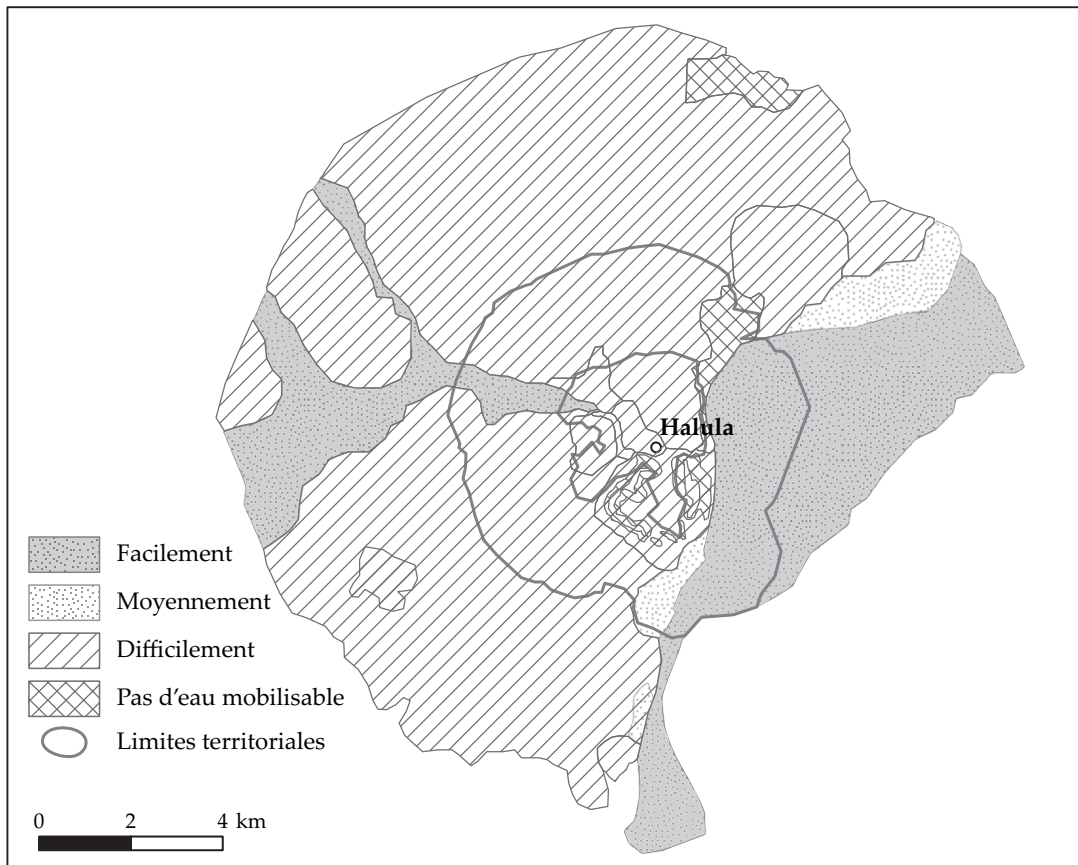 Halula
Facilement
Moyennement
Difficilement
Pas d'eau mobilisable
Limites territoriales
0 2 4 km